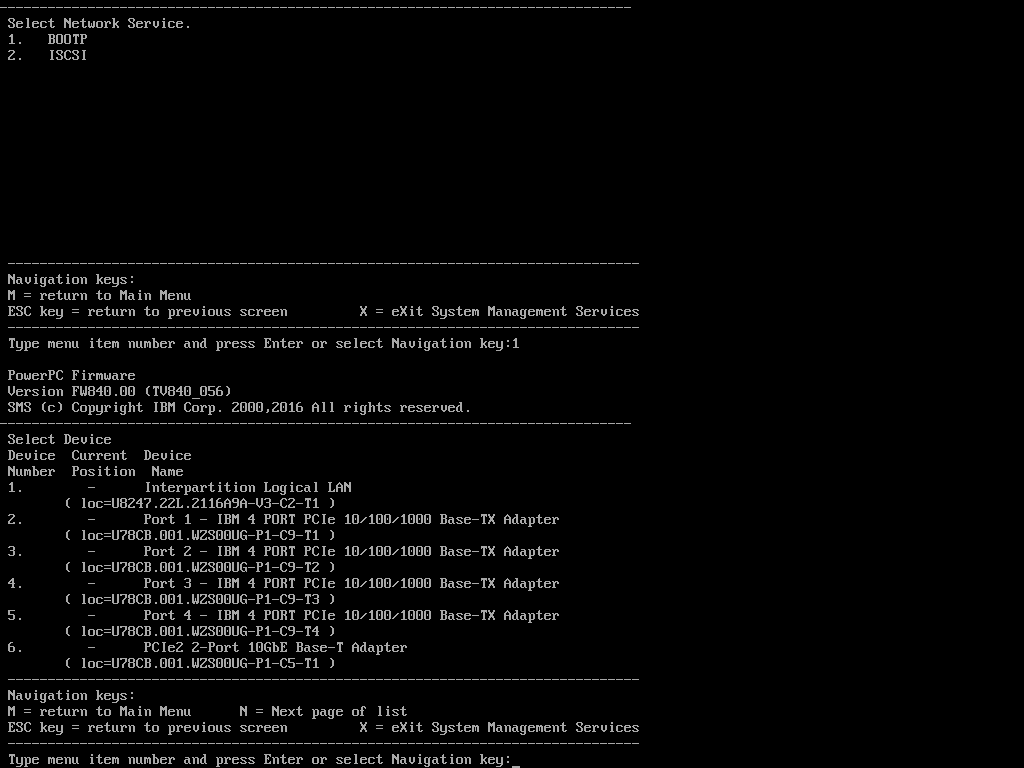 Select Network Service.
1.   BOOTP
2.   ISCSI
Navigation keys:
M = return to Main Menu
ESC key = return to previous screen         X = eXit System Management Services
Type menu item number and press Enter or select Navigation key:1
PowerPC Firmware
Version FW840.00 (TV840_056)
SMS (c) Copyright IBM Corp. 2000,2016 All rights reserved.
Select Device
Device  Current  Device
Number  Position  Name
1.        -      Interpartition Logical LAN
( loc=U8247.22L.2116A9A-V3-C2-T1 )
2.        -      Port 1 - IBM 4 PORT PCIe 10/100/1000 Base-TX Adapter
( loc=U78CB.001.WZS00UG-P1-C9-T1 )
3.        -      Port 2 - IBM 4 PORT PCIe 10/100/1000 Base-TX Adapter
( loc=U78CB.001.WZS00UG-P1-C9-T2 )
4.        -      Port 3 - IBM 4 PORT PCIe 10/100/1000 Base-TX Adapter
( loc=U78CB.001.WZS00UG-P1-C9-T3 )
5.        -      Port 4 - IBM 4 PORT PCIe 10/100/1000 Base-TX Adapter
( loc=U78CB.001.WZS00UG-P1-C9-T4 )
6.        -      PCIe2 2-Port 10GbE Base-T Adapter
( loc=U78CB.001.WZS00UG-P1-C5-T1 )
Navigation keys:
M = return to Main Menu      N = Next page of list
ESC key = return to previous screen         X = eXit System Management Services
Type menu item number and press Enter or select Navigation key:_